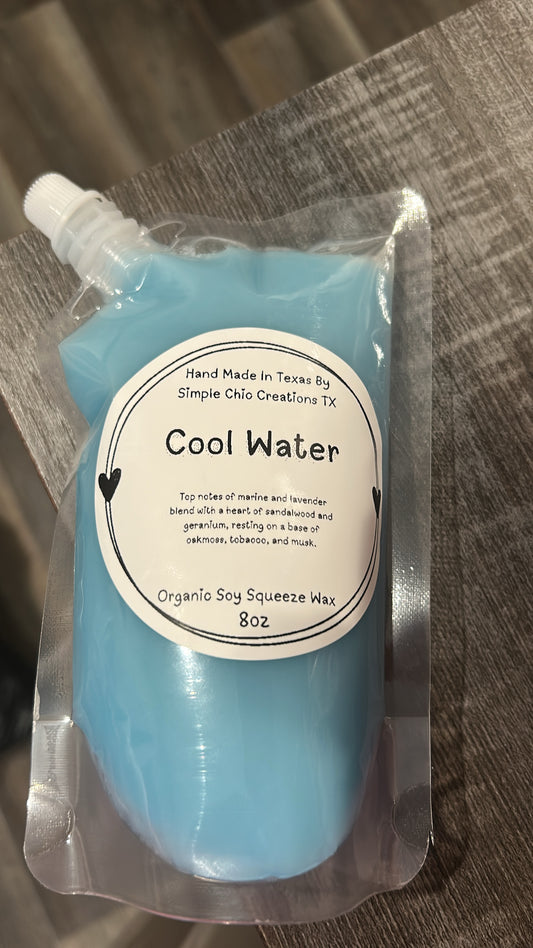 Hand Made In Texas By
Simple Chic Creations TX
Cool Water
Top notes of marine and lavender
blend with a heart of sandalwood and
geranium, resting on a base of
oakmoss, tobacco, and musk.
Organic Soy Squeeze Wax
8oz